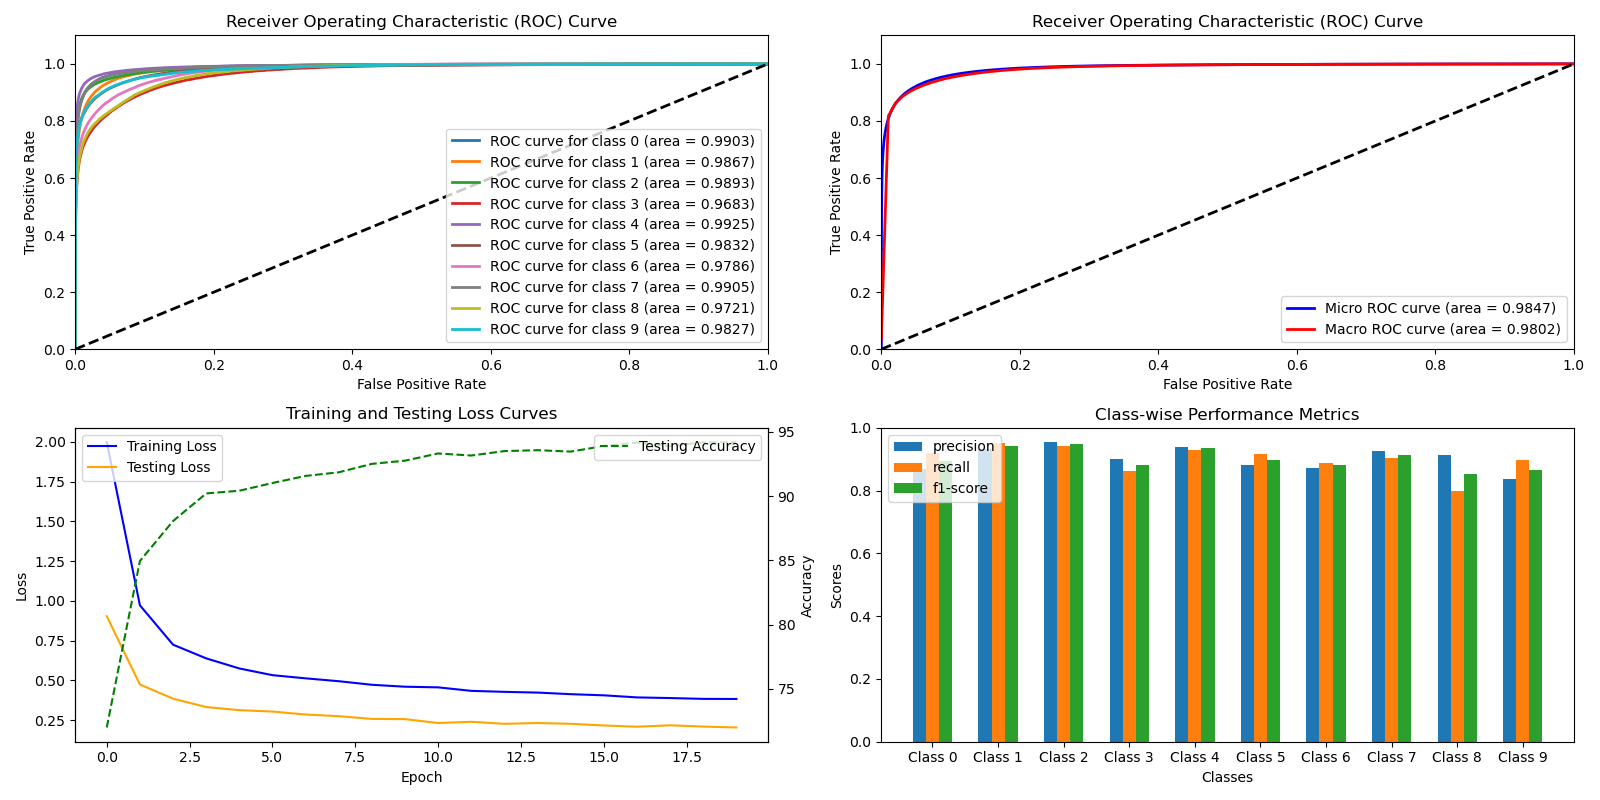 Receiver Operating Characteristic (ROC) Curve
True Positive Rate
1.0
0.8
0.6
0.4
0.2
0.0
ROC curve for class 0 (area = 0.9903)
ROC curve for class 1 (area = 0.9867)
ROC curve for class 2 (area = 0.9893)
ROC curve for class 3 (area = 0.9683)
ROC curve for class 4 (area = 0.9925)
ROC curve for class 5 (area = 0.9832)
ROC curve for class 6 (area = 0.9786)
ROC curve for class 7 (area = 0.9905)
ROC curve for class 8 (area = 0.9721)
ROC curve for class 9 (area = 0.9827)
0.0 0.2 0.4 0.6 0.8 1.0
False Positive Rate
Receiver Operating Characteristic (ROC) Curve
True Positive Rate
1.0
0.8
0.6
0.4
0.2
0.0
Micro ROC curve (area = 0.9847)
Macro ROC curve (area = 0.9802)
0.0 0.2 0.4 0.6 0.8 1.0
False Positive Rate
Training and Testing Loss Curves
Loss
2.00
1.75
1.50
1.25
1.00
0.75
0.50
0.25
Training Loss
Testing Loss
Testing Accuracy
95
90
85
80
75
Accuracy
0.0 2.5 5.0 7.5 10.0 12.5 15.0 17.5
Epoch
Class-wise Performance Metrics
Scores
1.0
0.8
0.6
0.4
0.2
0.0
precision
recall
f1-score
Class 0 Class 1 Class 2 Class 3 Class 4 Class 5 Class 6 Class 7 Class 8 Class 9
Classes